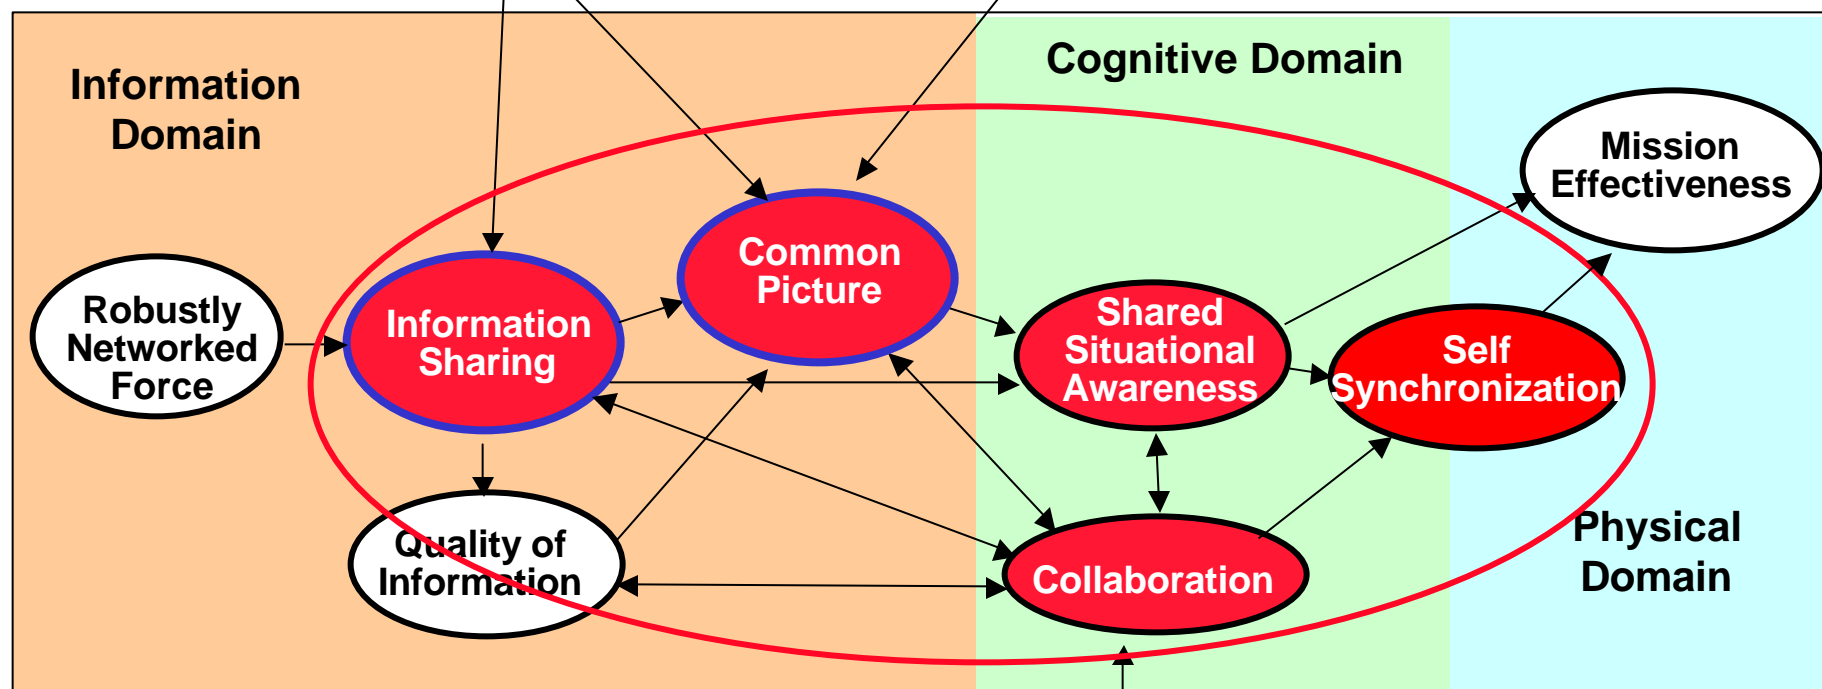 Information
Domain
Cognitive Domain
Mission
Effectiveness
Common
Picture
Robustly
Networked
Force
Information
Sharing
Shared
Situational
Awareness
Self
Synchronization
Quality of
Information
Collaboration
Physical
Domain